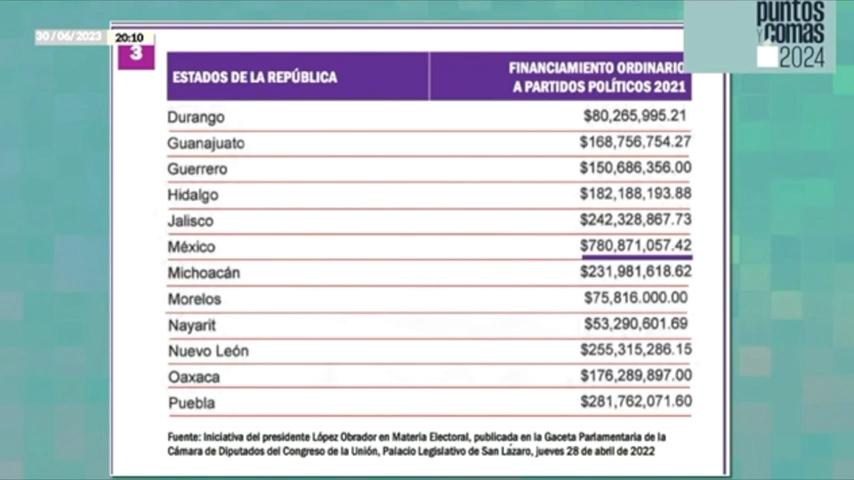 30/06/2023 20:10
puntos
y comas
2024
3
ESTADOS DE LA REPÚBLICA
FINANCIAMIENTO ORDINARIO
A PARTIDOS POLÍTICOS 2021
Durango $80,265,995.21
Guanajuato $168,756,754.27
Guerrero $150,686,356.00
Hidalgo $182,188,193.88
Jalisco $242,328,867.73
México $780,871,057.42
Michoacán $231,981,618.62
Morelos $75,816.000.00
Nayarit $53,290,601.69
Nuevo León $255,315,286.15
Oaxaca $176,289,897.00
Puebla $281,762,071.60
Fuente: Iniciativa del presidente López Obrador en Materia Electoral, publicada en la Gaceta Parlamentaria de la
Cámara de Diputados del Congreso de la Unión, Palacio Legislativo de San Lázaro, jueves 28 de abril de 2022